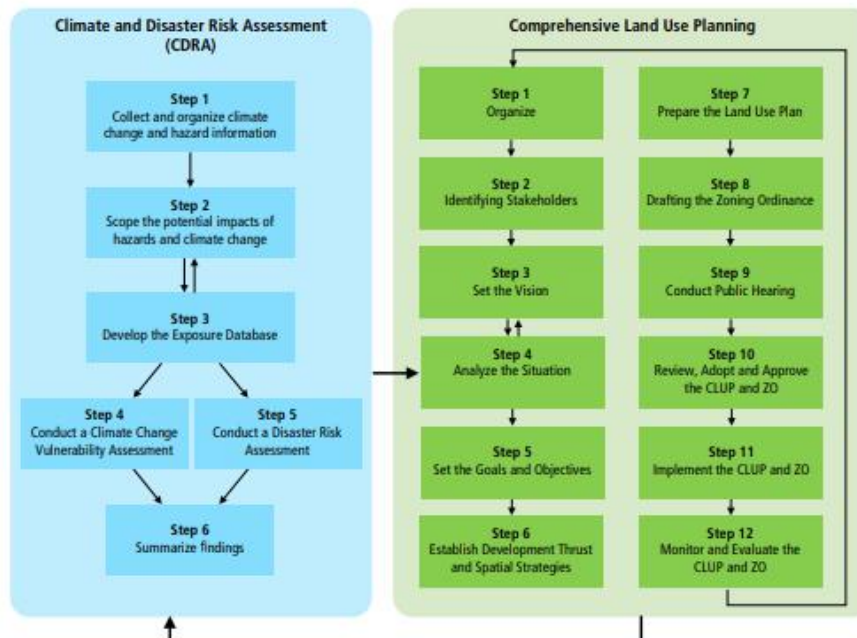 Climate and Disaster Risk Assessment
(CDRA)
Step 1
Collect and organize climate
change and hazard information
Step 2
Scope the potential impacts of
hazards and climate change
Step 3
Develop the Exposure Database
Step 4
Conduct a Climate Change
Vulnerability Assessment
Step 5
Conduct a Disaster Risk
Assessment
Step 6
Summarize findings
Comprehensive Land Use Planning
Step 1
Organize
Step 2
Identifying Stakeholders
Step 3
Set the Vision
Step 4
Analyze the Situation
Step 5
Set the Goals and Objectives
Step 6
Establish Development Thrust
and Spatial Strategies
Step 7
Prepare the Land Use Plan
Step 8
Drafting the Zoning Ordinance
Step 9
Conduct Public Hearing
Step 10
Review, Adopt and Approve
the CLUP and ZO
Step 11
Implement the CLUP and ZO
Step 12
Monitor and Evaluate the
CLUP and ZO